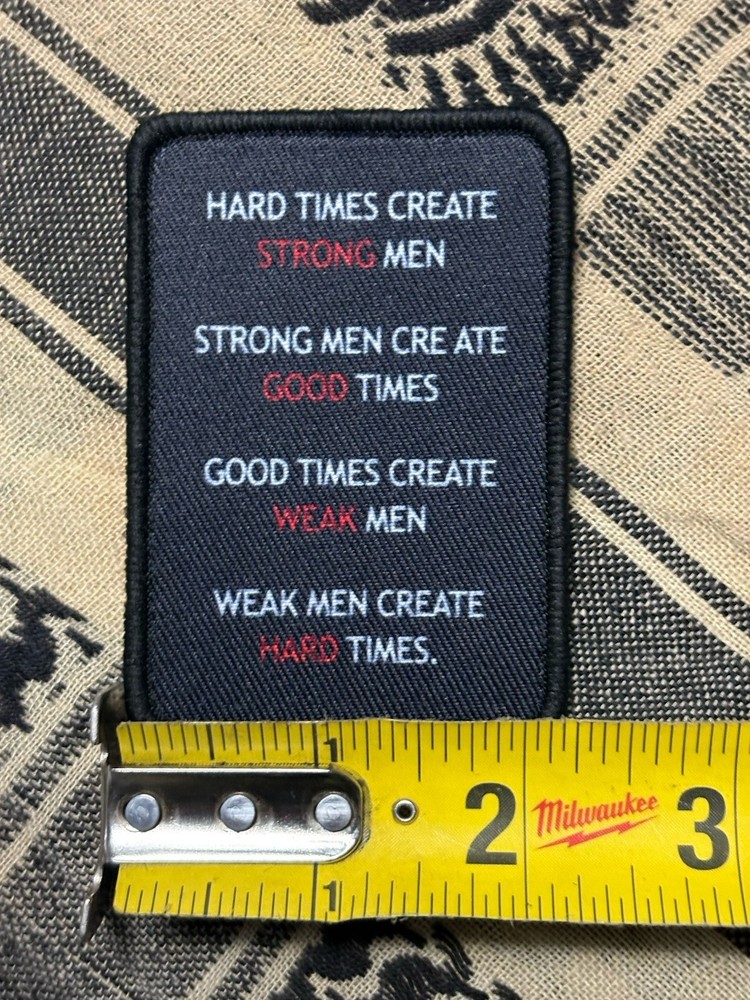 HARD TIMES CREATE
STRONG MEN
STRONG MEN CRE ATE
GOOD TIMES
GOOD TIMES CREATE
WEAK MEN
WEAK MEN CREATE
HARD TIMES.
1
2 Milwaukee 3
1